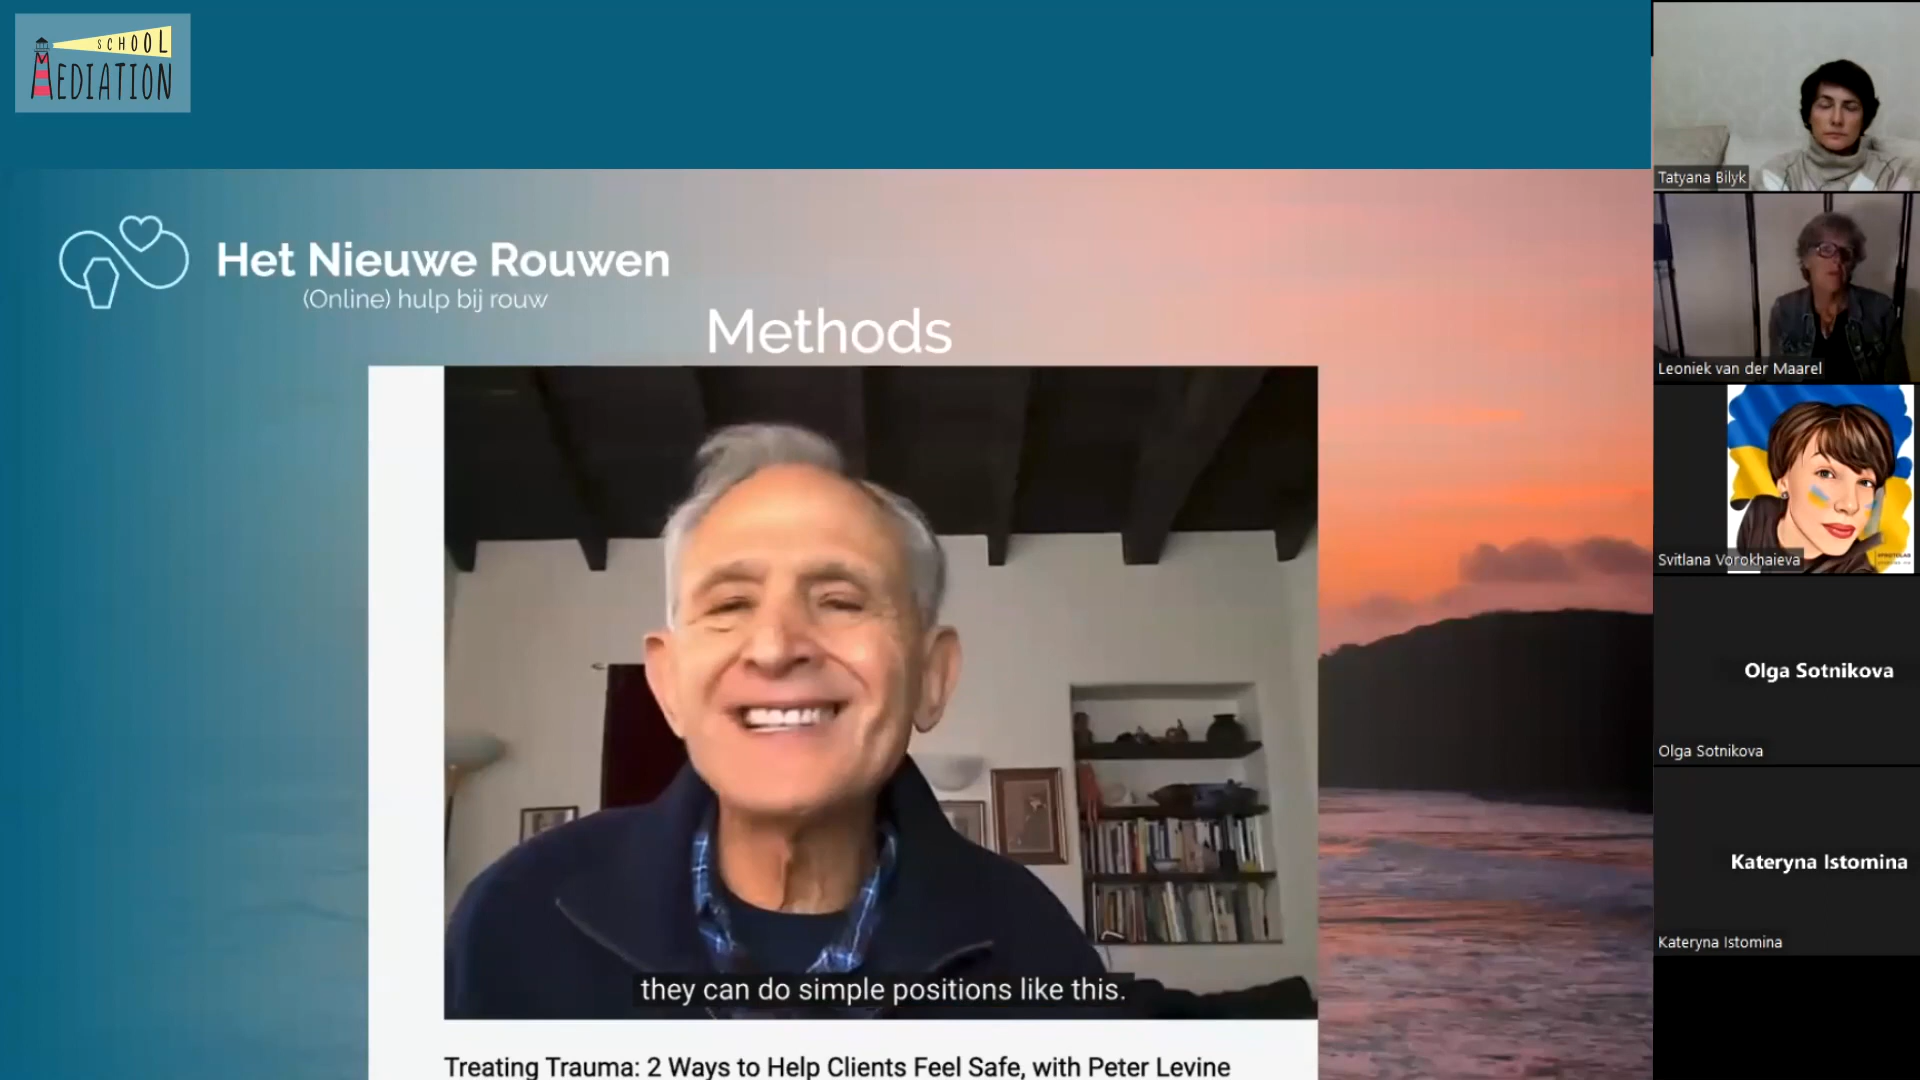 SCHOOL
MEDIATION
Het Nieuwe Rouwen
(Online) hulp bij rouw
Methods
they can do simple positions like this.
Treating Trauma: 2 Ways to Help Clients Feel Safe, with Peter Levine
Tatyana Bilyk
Leoniek van der Maarel
Svitlana Vorokhaieva
Olga Sotnikova
Olga Sotnikova
Kateryna Istomina
Kateryna Istomina